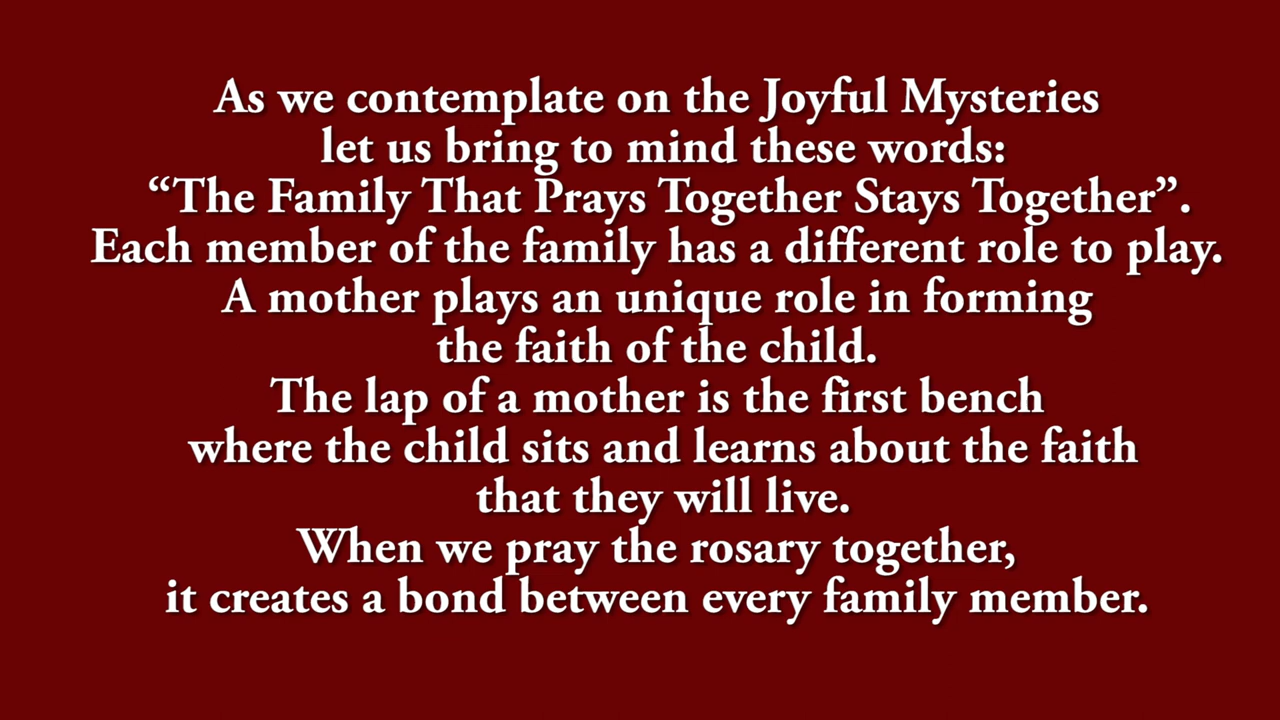 As we contemplate on the Joyful Mysteries
let us bring to mind these words:
“The Family That Prays Together Stays Together”.
Each member of the family has a different role to play.
A mother plays an unique role in forming
the faith of the child.
The lap of a mother is the first bench
where the child sits and learns about the faith
that they will live.
When we pray the rosary together,
it creates a bond between every family member.